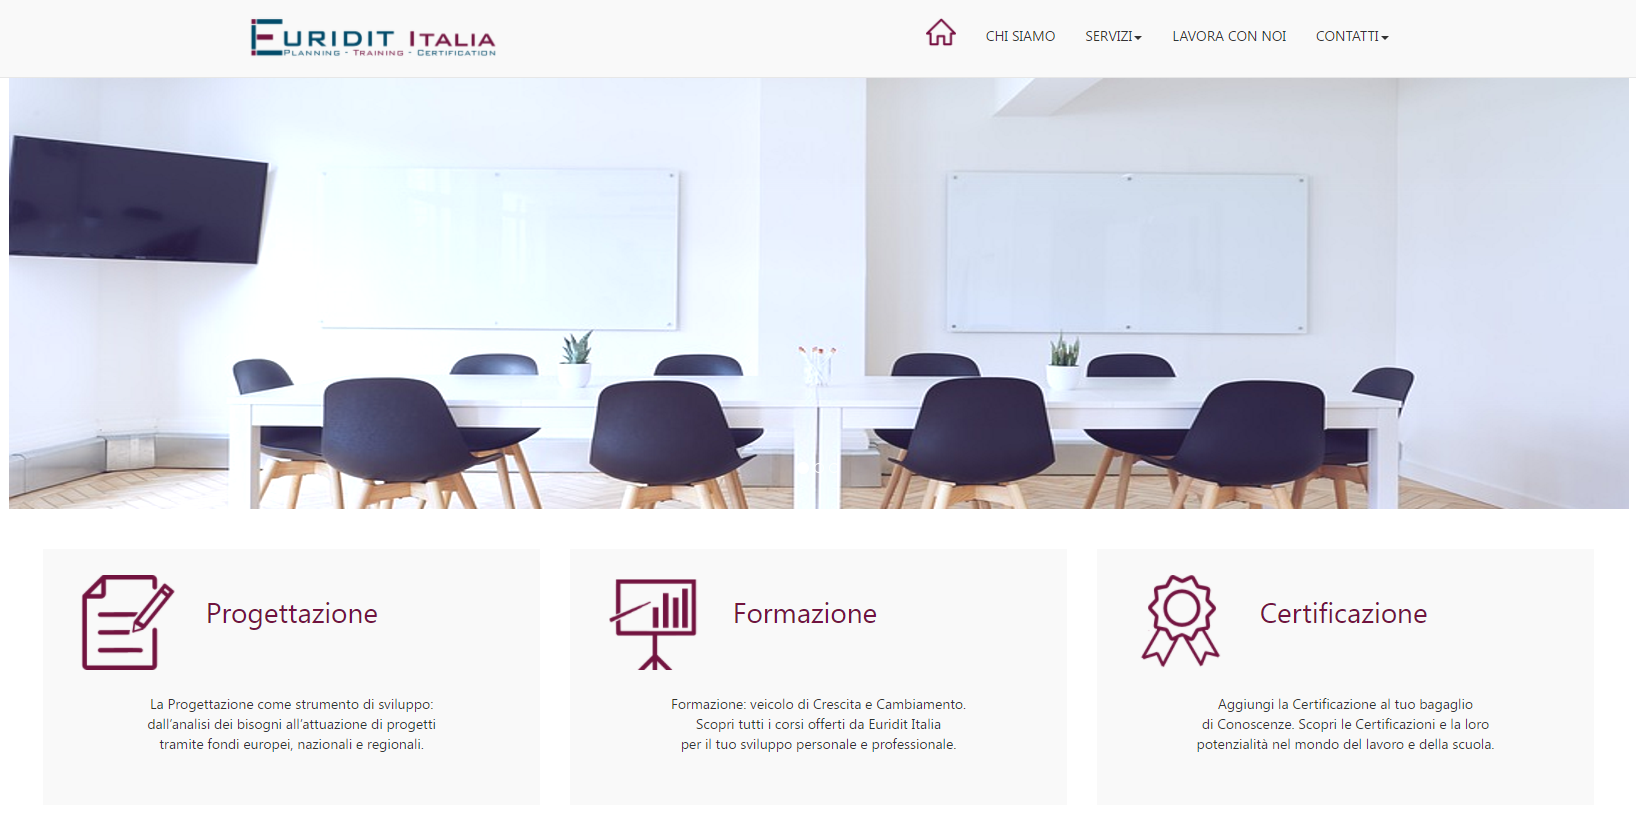 EURIDIT ITALIA
PLANNING - TRAINING - CERTIFICATION
CHI SIAMO
SERVIZI
LAVORA CON NOI
CONTATTI
Progettazione
La Progettazione come strumento di sviluppo:
dall'analisi dei bisogni all'attuazione di progetti
tramite fondi europei, nazionali e regionali.
Formazione
Formazione: veicolo di Crescita e Cambiamento.
Scopri tutti i corsi offerti da Euridit Italia
per il tuo sviluppo personale e professionale.
Certificazione
Aggiungi la Certificazione al tuo bagaglio
di Conoscenze. Scopri le Certificazioni e la loro
potenzialità nel mondo del lavoro e della scuola.